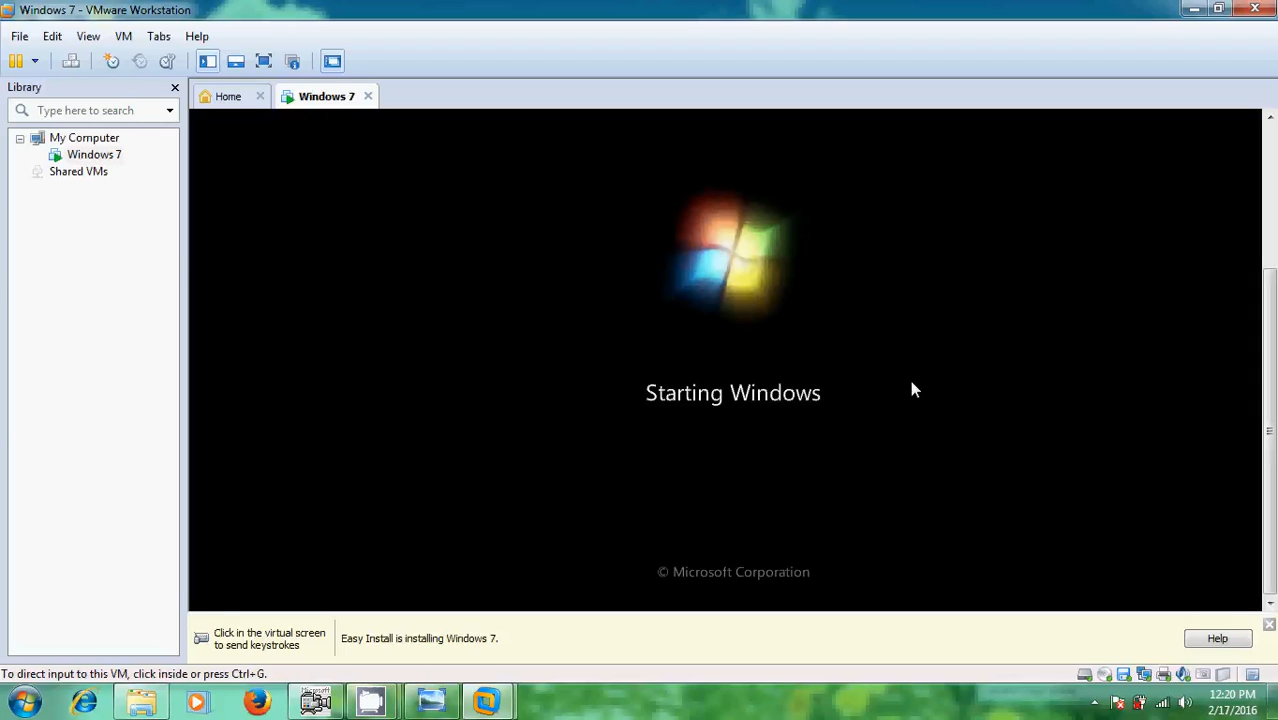 Windows 7 - VMware Workstation
File Edit View VM Tabs Help
Library
Type here to search
My Computer
Windows 7
Shared VMs
Home
Windows 7
Starting Windows
© Microsoft Corporation
Click in the virtual screen
to send keystrokes
Easy Install is installing Windows 7.
Help
To direct input to this VM, click inside or press Ctrl+G.
Microsoft
12:20 PM
2/17/2016